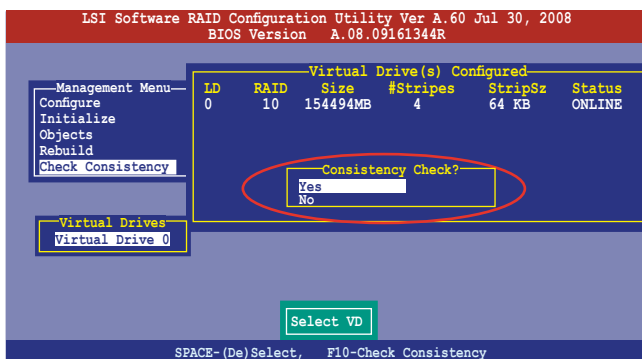 LSI Software RAID Configuration Utility Ver A.60 Jul 30, 2008
BIOS Version A.08.09161344R
Virtual Drive(s) Configured
LD RAID Size #Stripes StripSz Status
0 10 154494MB 4 64 KB ONLINE
Management Menu
Configure
Initialize
Objects
Rebuild
Check Consistency
Consistency Check?
Yes
No
Virtual Drives
Virtual Drive 0
Select VD
SPACE-(De)Select, F10-Check Consistency